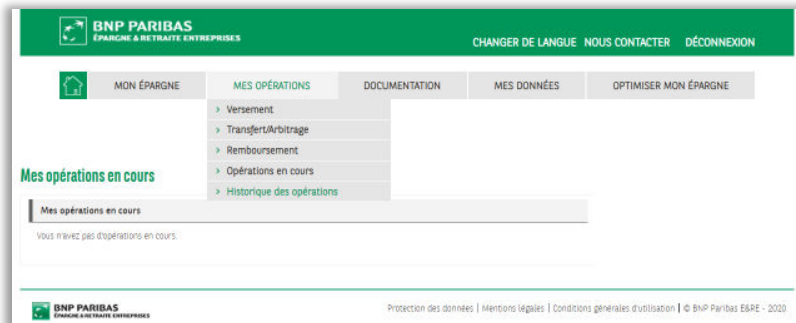 BNP PARIBAS
ÉPARGNE & RETRAITE ENTREPRISES
CHANGER DE LANGUE NOUS CONTACTER DÉCONNEXION
MON ÉPARGNE MES OPÉRATIONS DOCUMENTATION MES DONNÉES OPTIMISER MON ÉPARGNE
> Versement
> Transfert/Arbitrage
> Remboursement
> Opérations en cours
> Historique des opérations
Mes opérations en cours
Mes opérations en cours
Vous n'avez pas d'opérations en cours.
BNP PARIBAS
ÉPARGNE & RETRAITE ENTREPRISES
Protection des données | Mentions légales | Conditions générales d'utilisation | © BNP Paribas E&RE - 2020